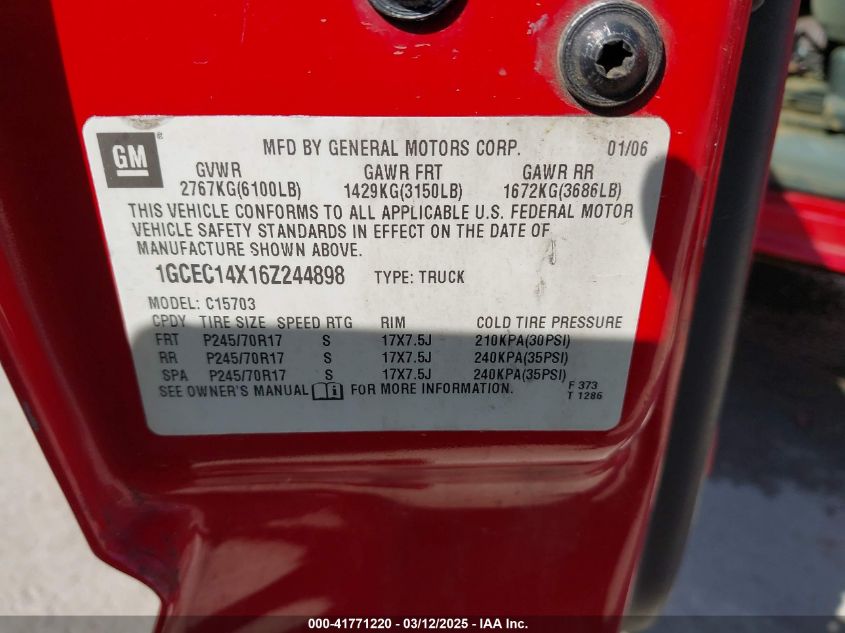 GM ® MFD BY GENERAL MOTORS CORP. 01/06
GVWR GAWR FRT GAWR RR
2767KG(6100LB) 1429KG(3150LB) 1672KG(3686LB)
THIS VEHICLE CONFORMS TO ALL APPLICABLE U.S. FEDERAL MOTOR
VEHICLE SAFETY STANDARDS IN EFFECT ON THE DATE OF
MANUFACTURE SHOWN ABOVE.
1GCEC14X16Z244898 TYPE: TRUCK
MODEL: C15703
CPDY TIRE SIZE SPEED RTG RIM COLD TIRE PRESSURE
FRT P245/70R17 S 17X7.5J 210KPA(30PSI)
RR P245/70R17 S 17X7.5J 240KPA(35PSI)
SPA P245/70R17 S 17X7.5J 240KPA(35PSI)
SEE OWNER'S MANUAL i FOR MORE INFORMATION. F 373
T 1286
000-41771220 - 03/12/2025 - IAA Inc.